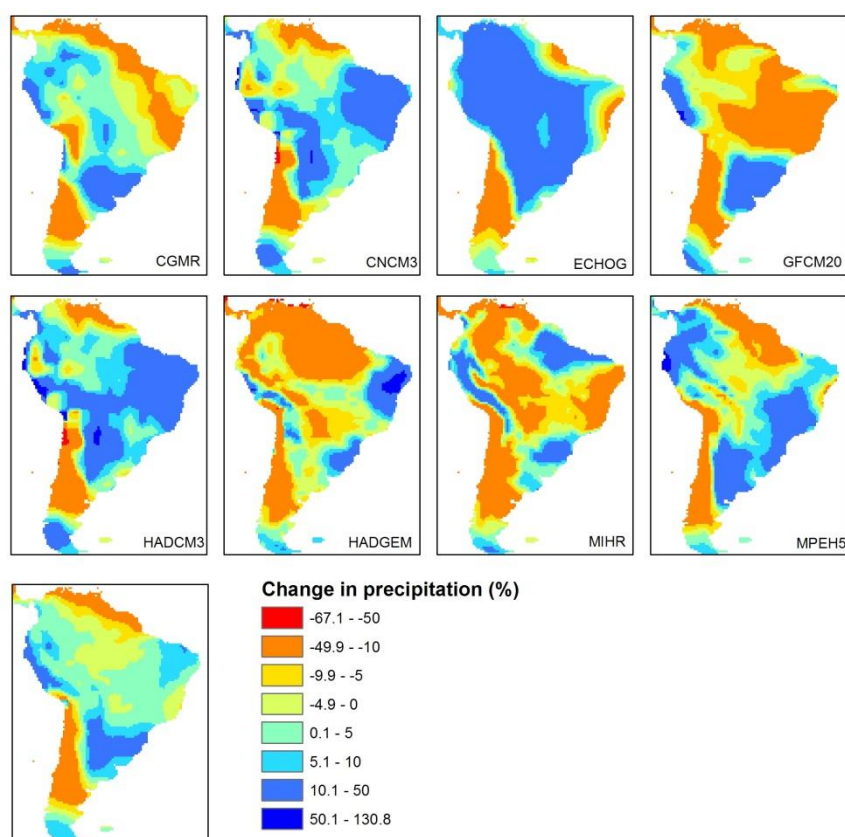 CGMR
CNCM3
ECHOG
GFCM20
HADCM3
HADGEM
MIHR
MPEH5
Change in precipitation (%)
-67.1 - -50
-49.9 - -10
-9.9 - -5
-4.9 - 0
0.1 - 5
5.1 - 10
10.1 - 50
50.1 - 130.8